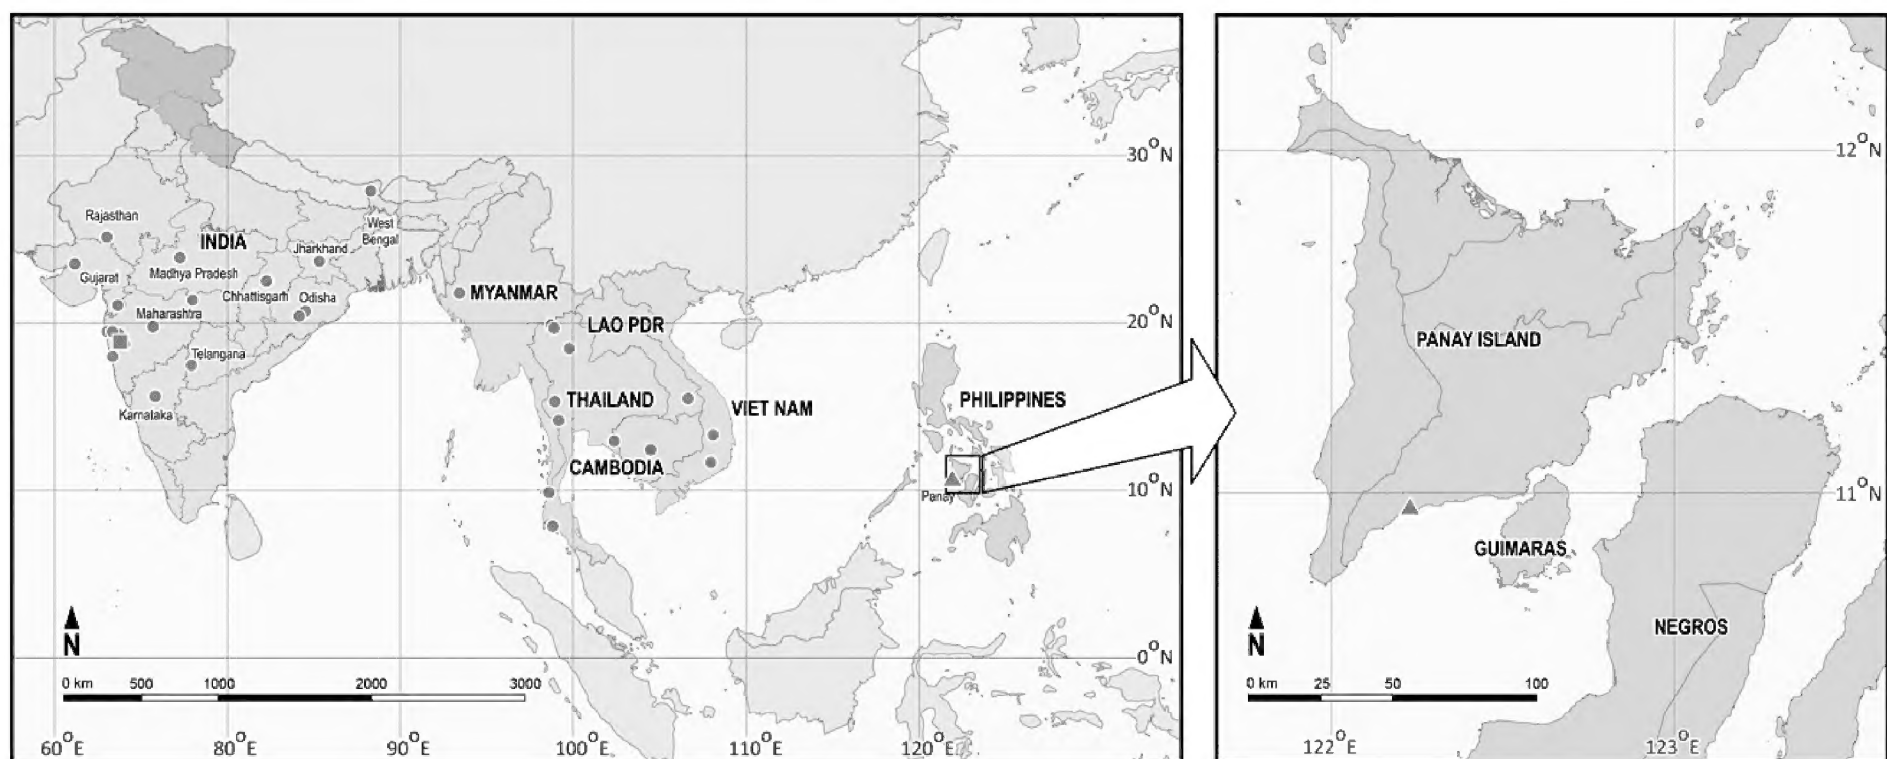 30°N
Rajasthan
West
Bengal
INDIA
Jharkhand
Gujarat
Madhya Pradesh
Chhattisgarh
Odisha
MYANMAR
Maharashtra
20°N
LAO PDR
Telangana
Karnataka
THAILAND
VIET NAM
PHILIPPINES
CAMBODIA
Panay
10°N
N
0°N
0 km 500 1000 2000 3000
60°E 80°E 90°E 100°E 110°E 120°E
12°N
PANAY ISLAND
11°N
GUIMARAS
NEGROS
N
0 km 25 50 100
122°E 123°E